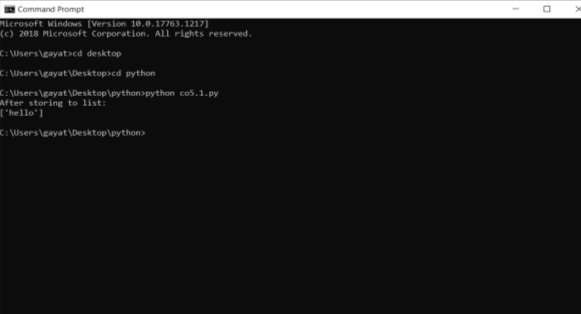 Command Prompt
Microsoft Windows [Version 10.0.17763.1217]
(c) 2018 Microsoft Corporation. All rights reserved.
C:\Users\gayat>cd desktop
C:\Users\gayat\Desktop>cd python
C:\Users\gayat\Desktop\python>python co5.1.py
After storing to list:
['hello']
C:\Users\gayat\Desktop\python>